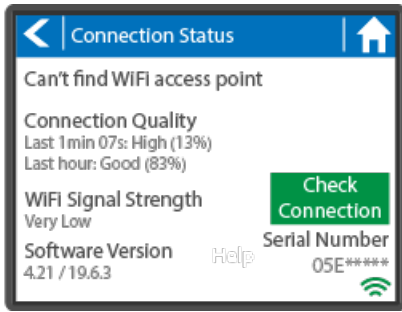 Connection Status
Can't find WiFi access point
Connection Quality
Last 1min 07s: High (13%)
Last hour: Good (83%)
WiFi Signal Strength
Very Low
Check
Connection
Software Version
4.21 / 19.6.3
Help
Serial Number
05E*****